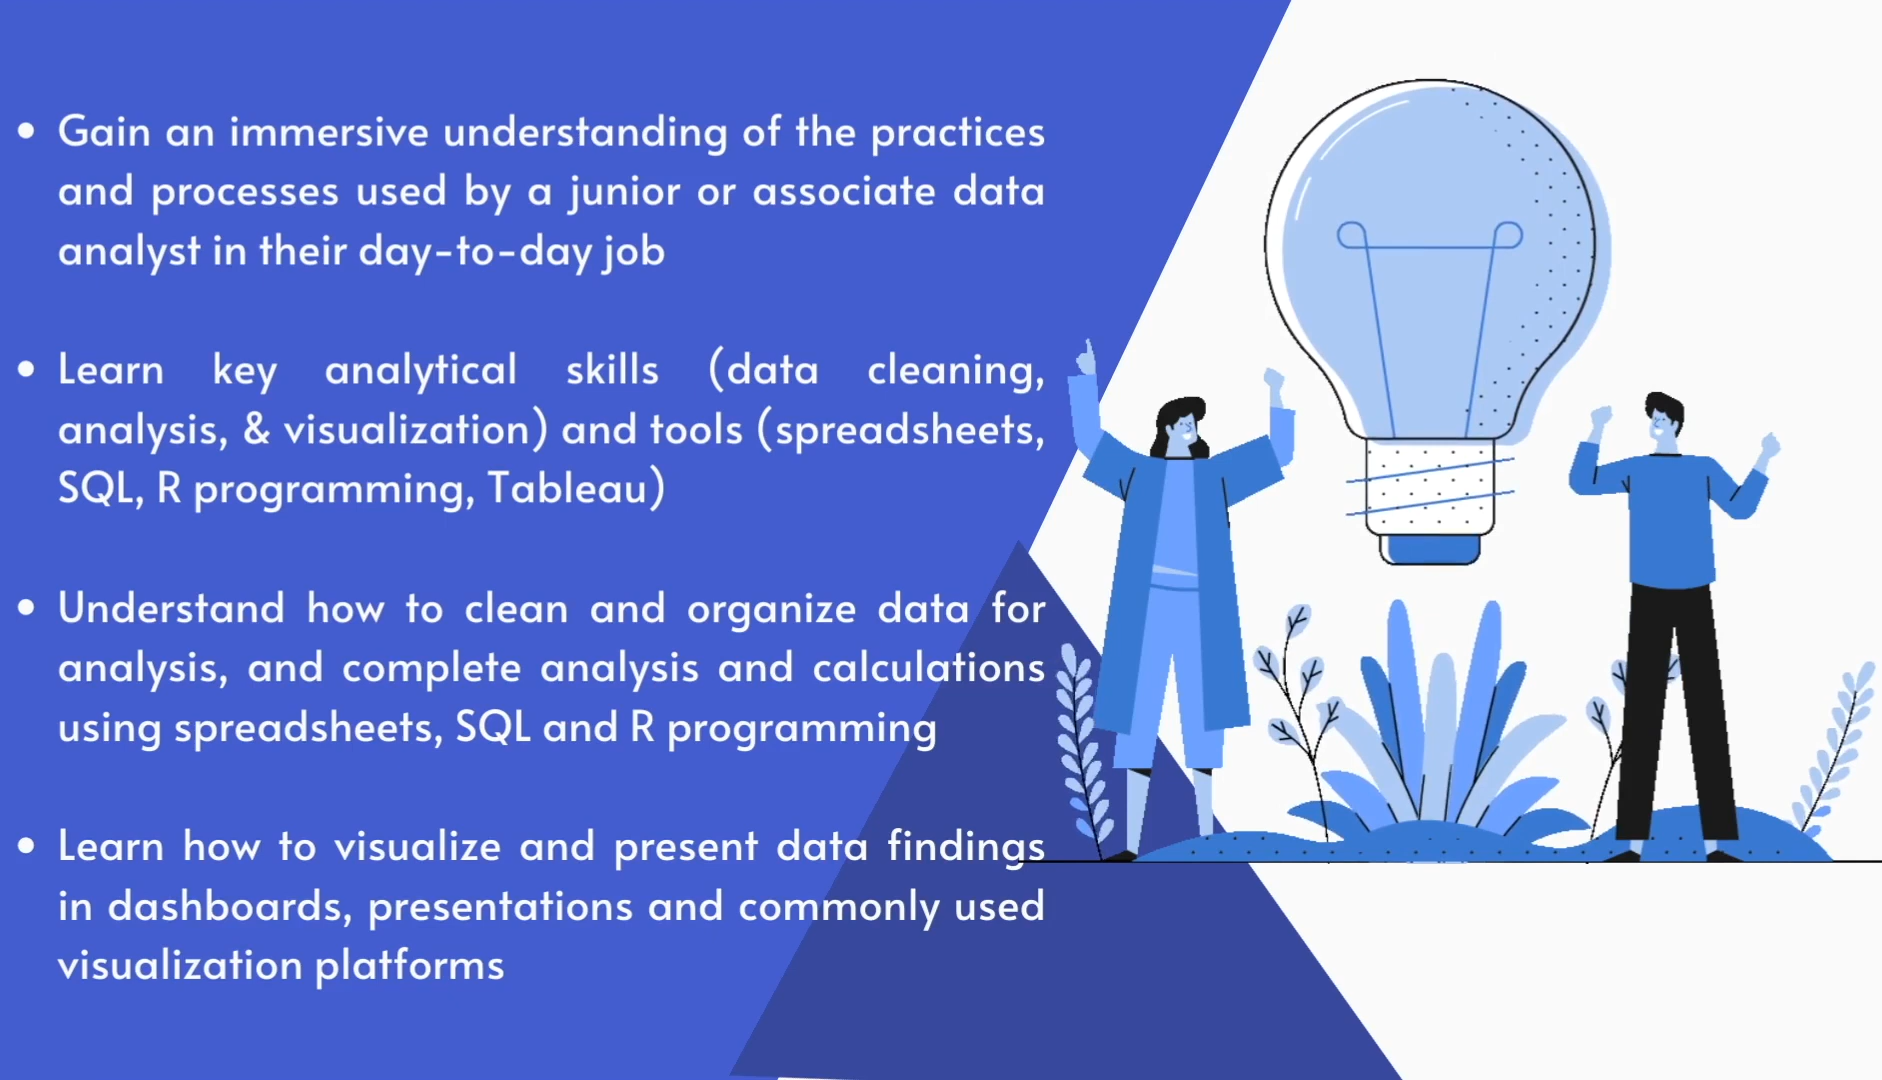 • Gain an immersive understanding of the practices
and processes used by a junior or associate data
analyst in their day-to-day job
• Learn key analytical skills (data cleaning,
analysis, & visualization) and tools (spreadsheets,
SQL, R programming, Tableau)
• Understand how to clean and organize data for
analysis, and complete analysis and calculations
using spreadsheets, SQL and R programming
• Learn how to visualize and present data findings
in dashboards, presentations and commonly used
visualization platforms